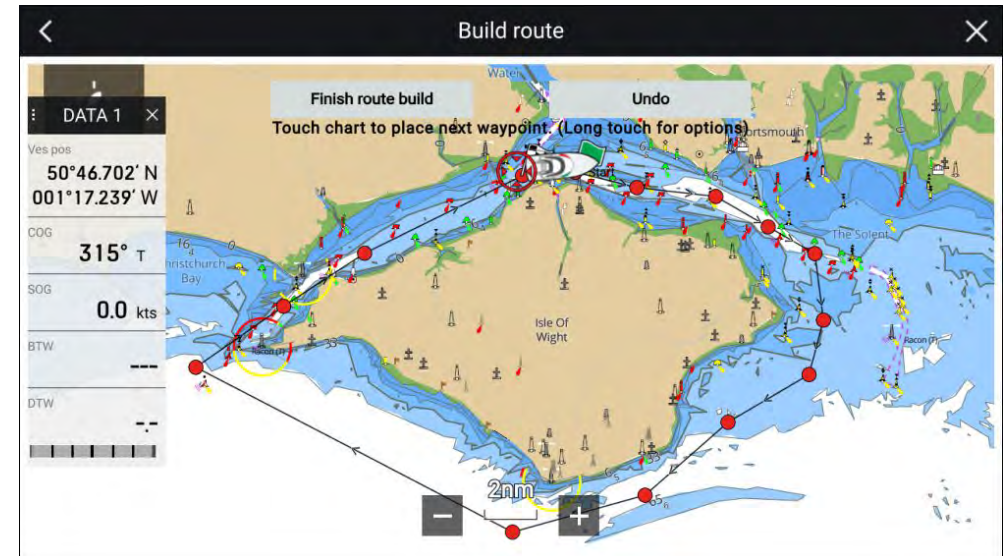 Build route
Finish route build
Undo
Touch chart to place next waypoint. (Long touch for options)
DATA 1
Ves pos
50°46.702' N
001°17.239' W
COG
315° T
SOG
0.0 kts
BTW
---
DTW
-.-
Start
The Solent
Bay
Isle Of
Wight
Racon (T)
Racon (T)
2nm